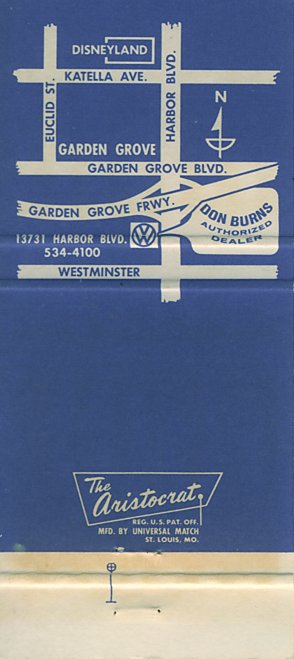 DISNEYLAND
KATELLA AVE.
EUCLID ST.
HARBOR BLVD.
N
GARDEN GROVE
GARDEN GROVE BLVD.
GARDEN GROVE FRWY.
DON BURNS
AUTHORIZED
DEALER
13731 HARBOR BLVD.
534-4100
VW
WESTMINSTER
The
Aristocrat
REG. U.S. PAT. OFF.
MFD. BY UNIVERSAL MATCH
ST. LOUIS, MO.